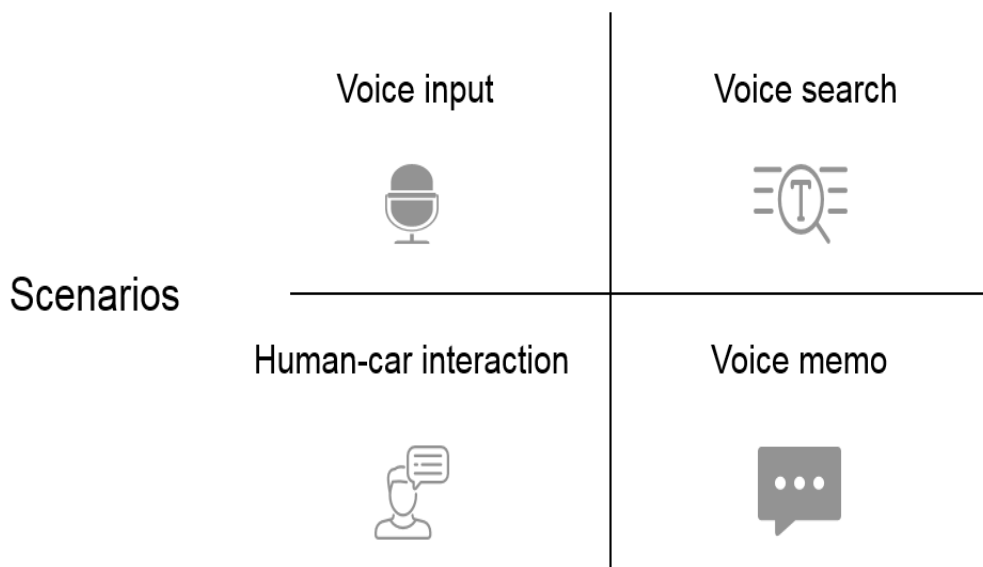 Voice input
Voice search
Scenarios
Human-car interaction
Voice memo
T